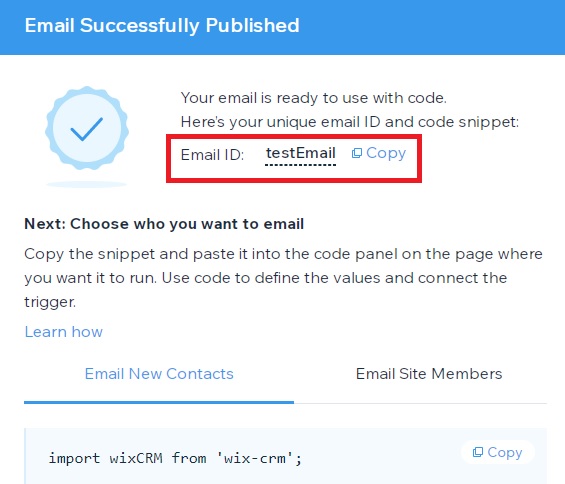 Email Successfully Published
Your email is ready to use with code.
Here's your unique email ID and code snippet:
Email ID: testEmail Copy
Next: Choose who you want to email
Copy the snippet and paste it into the code panel on the page where
you want it to run. Use code to define the values and connect the
trigger.
Learn how
Email New Contacts Email Site Members
Copy
import wixCRM from 'wix-crm';